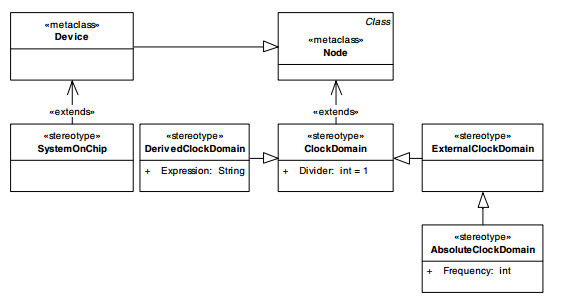 «metaclass»
Device
Class
«metaclass»
Node
«extends»
«extends»
«stereotype»
SystemOnChip
«stereotype»
DerivedClockDomain
+ Expression: String
«stereotype»
ClockDomain
+ Divider: int = 1
«stereotype»
ExternalClockDomain
«stereotype»
AbsoluteClockDomain
+ Frequency: int